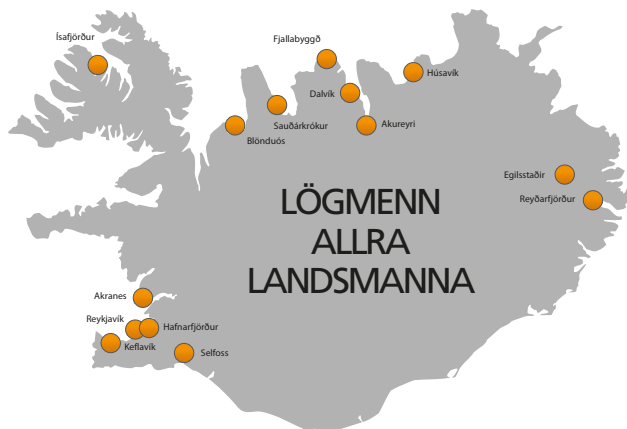 Ísafjörður
Fjallabyggð
Húsavík
Dalvík
Sauðárkrókur
Akureyri
Blönduós
Egilsstaðir
Reyðarfjörður
LÖGMENN
ALLRA
LANDSMANNA
Akranes
Reykjavík
Hafnarfjörður
Keflavík
Selfoss